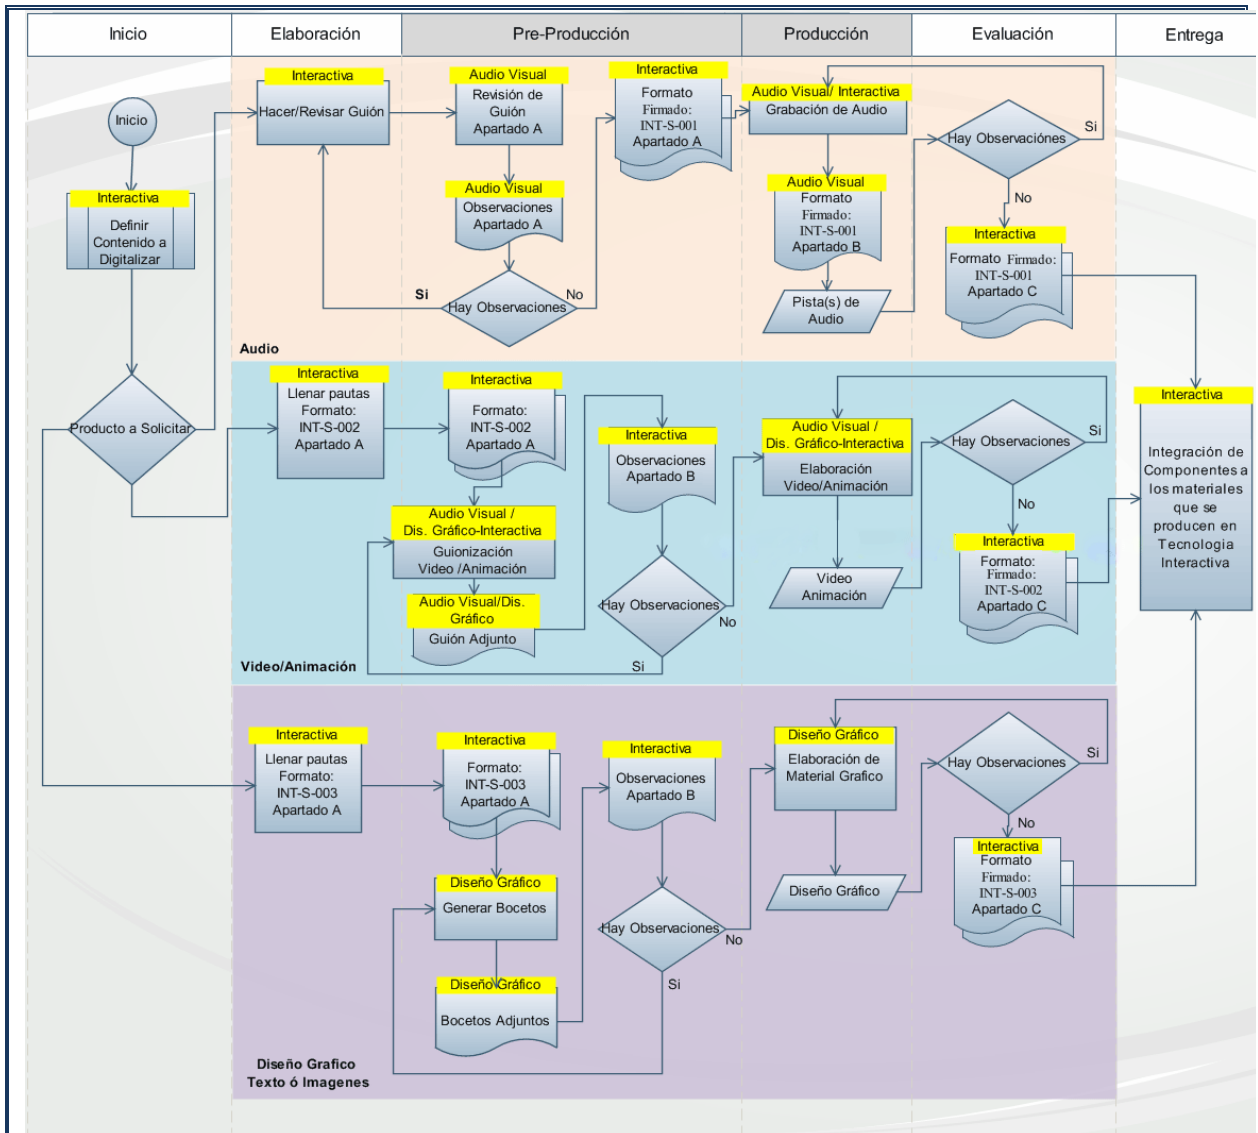 Inicio
Elaboración
Pre-Producción
Producción
Evaluación
Entrega
Inicio
Interactiva
Definir
Contenido a
Digitalizar
Producto a Solicitar
Interactiva
Hacer/Revisar Guión
Audio Visual
Revisión de
Guión
Apartado A
Audio Visual
Observaciones
Apartado A
Hay Observaciones
Si
No
Interactiva
Formato
Firmado:
INT-S-001
Apartado A
Audio Visual/ Interactiva
Grabación de Audio
Audio Visual
Formato
Firmado:
INT-S-001
Apartado B
Pista(s) de
Audio
Hay Observaciónes
Si
No
Interactiva
Formato Firmado:
INT-S-001
Apartado C
Audio
Interactiva
Llenar pautas
Formato:
INT-S-002
Apartado A
Interactiva
Formato:
INT-S-002
Apartado A
Audio Visual /
Dis. Gráfico-Interactiva
Guionización
Video /Animación
Audio Visual/Dis.
Gráfico
Guión Adjunto
Interactiva
Observaciones
Apartado B
Hay Observaciones
No
Si
Audio Visual /
Dis. Gráfico-Interactiva
Elaboración
Video/Animación
Video
Animación
Hay Observaciones
Si
No
Interactiva
Formato:
Firmado:
INT-S-002
Apartado C
Video/Animación
Interactiva
Integración de
Componentes a
los materiales
que se
producen en
Tecnologia
Interactiva
Interactiva
Llenar pautas
Formato:
INT-S-003
Apartado A
Interactiva
Formato:
INT-S-003
Apartado A
Diseño Gráfico
Generar Bocetos
Diseño Gráfico
Bocetos Adjuntos
Interactiva
Observaciones
Apartado B
Hay Observaciones
No
Si
Diseño Gráfico
Elaboración de
Material Grafico
Diseño Gráfico
Hay Observaciones
Si
No
Interactiva
Formato
Firmado:
INT-S-003
Apartado C
Diseño Grafico
Texto ó Imagenes